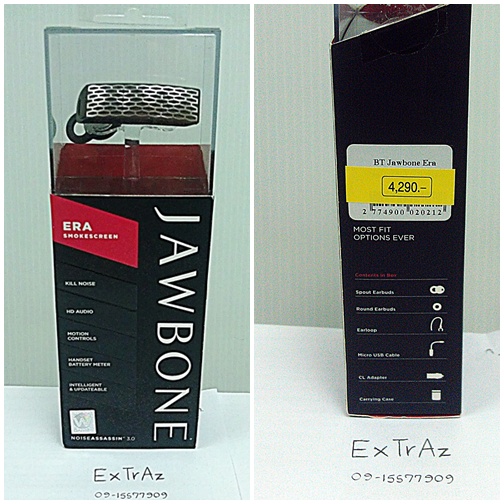 ERA
SMOKESCREEN
JAWBONE
KILL NOISE
HD AUDIO
MOTION
CONTROLS
HANDSET
BATTERY METER
INTELLIGENT
& UPDATEABLE
NOISEASSASSIN® 3.0
ExTrAz
09-15577909
BT Jawbone Era
4,290.-
2 774900 020212
MOST FIT
OPTIONS EVER
Contents in Box
Spout Earbuds
Round Earbuds
Earloop
Micro USB Cable
CL Adapter
Carrying Case
ExTrAz
09-15577909